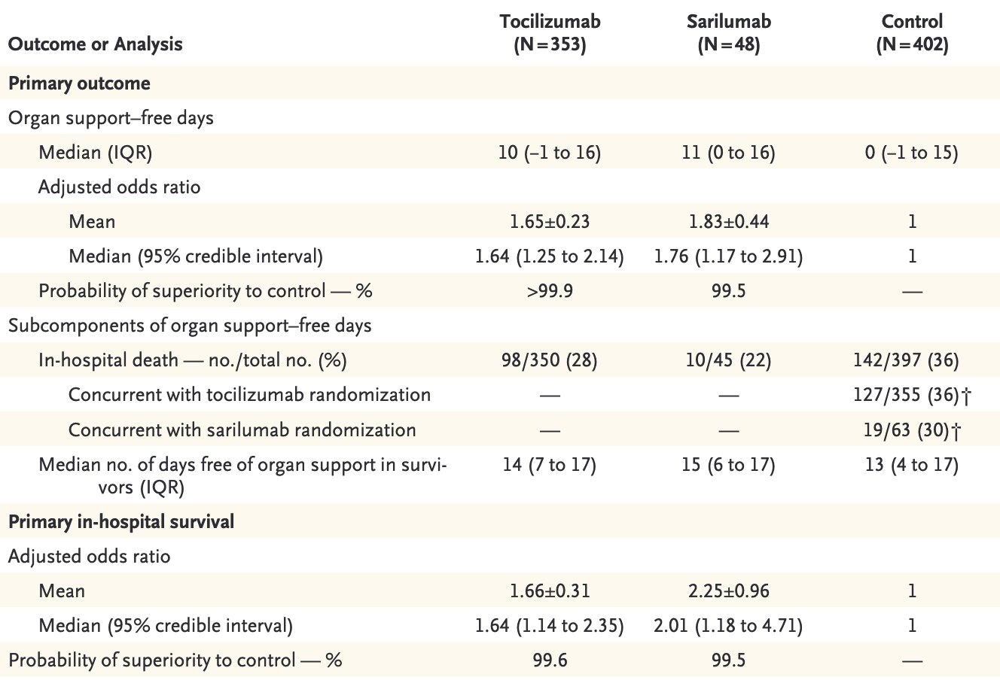 Outcome or Analysis Tocilizumab (N=353) Sarilumab (N=48) Control (N=402)
Primary outcome
Organ support–free days
Median (IQR) 10 (–1 to 16) 11 (0 to 16) 0 (–1 to 15)
Adjusted odds ratio
Mean 1.65±0.23 1.83±0.44 1
Median (95% credible interval) 1.64 (1.25 to 2.14) 1.76 (1.17 to 2.91) 1
Probability of superiority to control — % >99.9 99.5 —
Subcomponents of organ support–free days
In-hospital death — no./total no. (%) 98/350 (28) 10/45 (22) 142/397 (36)
Concurrent with tocilizumab randomization — — 127/355 (36)†
Concurrent with sarilumab randomization — — 19/63 (30)†
Median no. of days free of organ support in survi- 14 (7 to 17) 15 (6 to 17) 13 (4 to 17)
vors (IQR)
Primary in-hospital survival
Adjusted odds ratio
Mean 1.66±0.31 2.25±0.96 1
Median (95% credible interval) 1.64 (1.14 to 2.35) 2.01 (1.18 to 4.71) 1
Probability of superiority to control — % 99.6 99.5 —